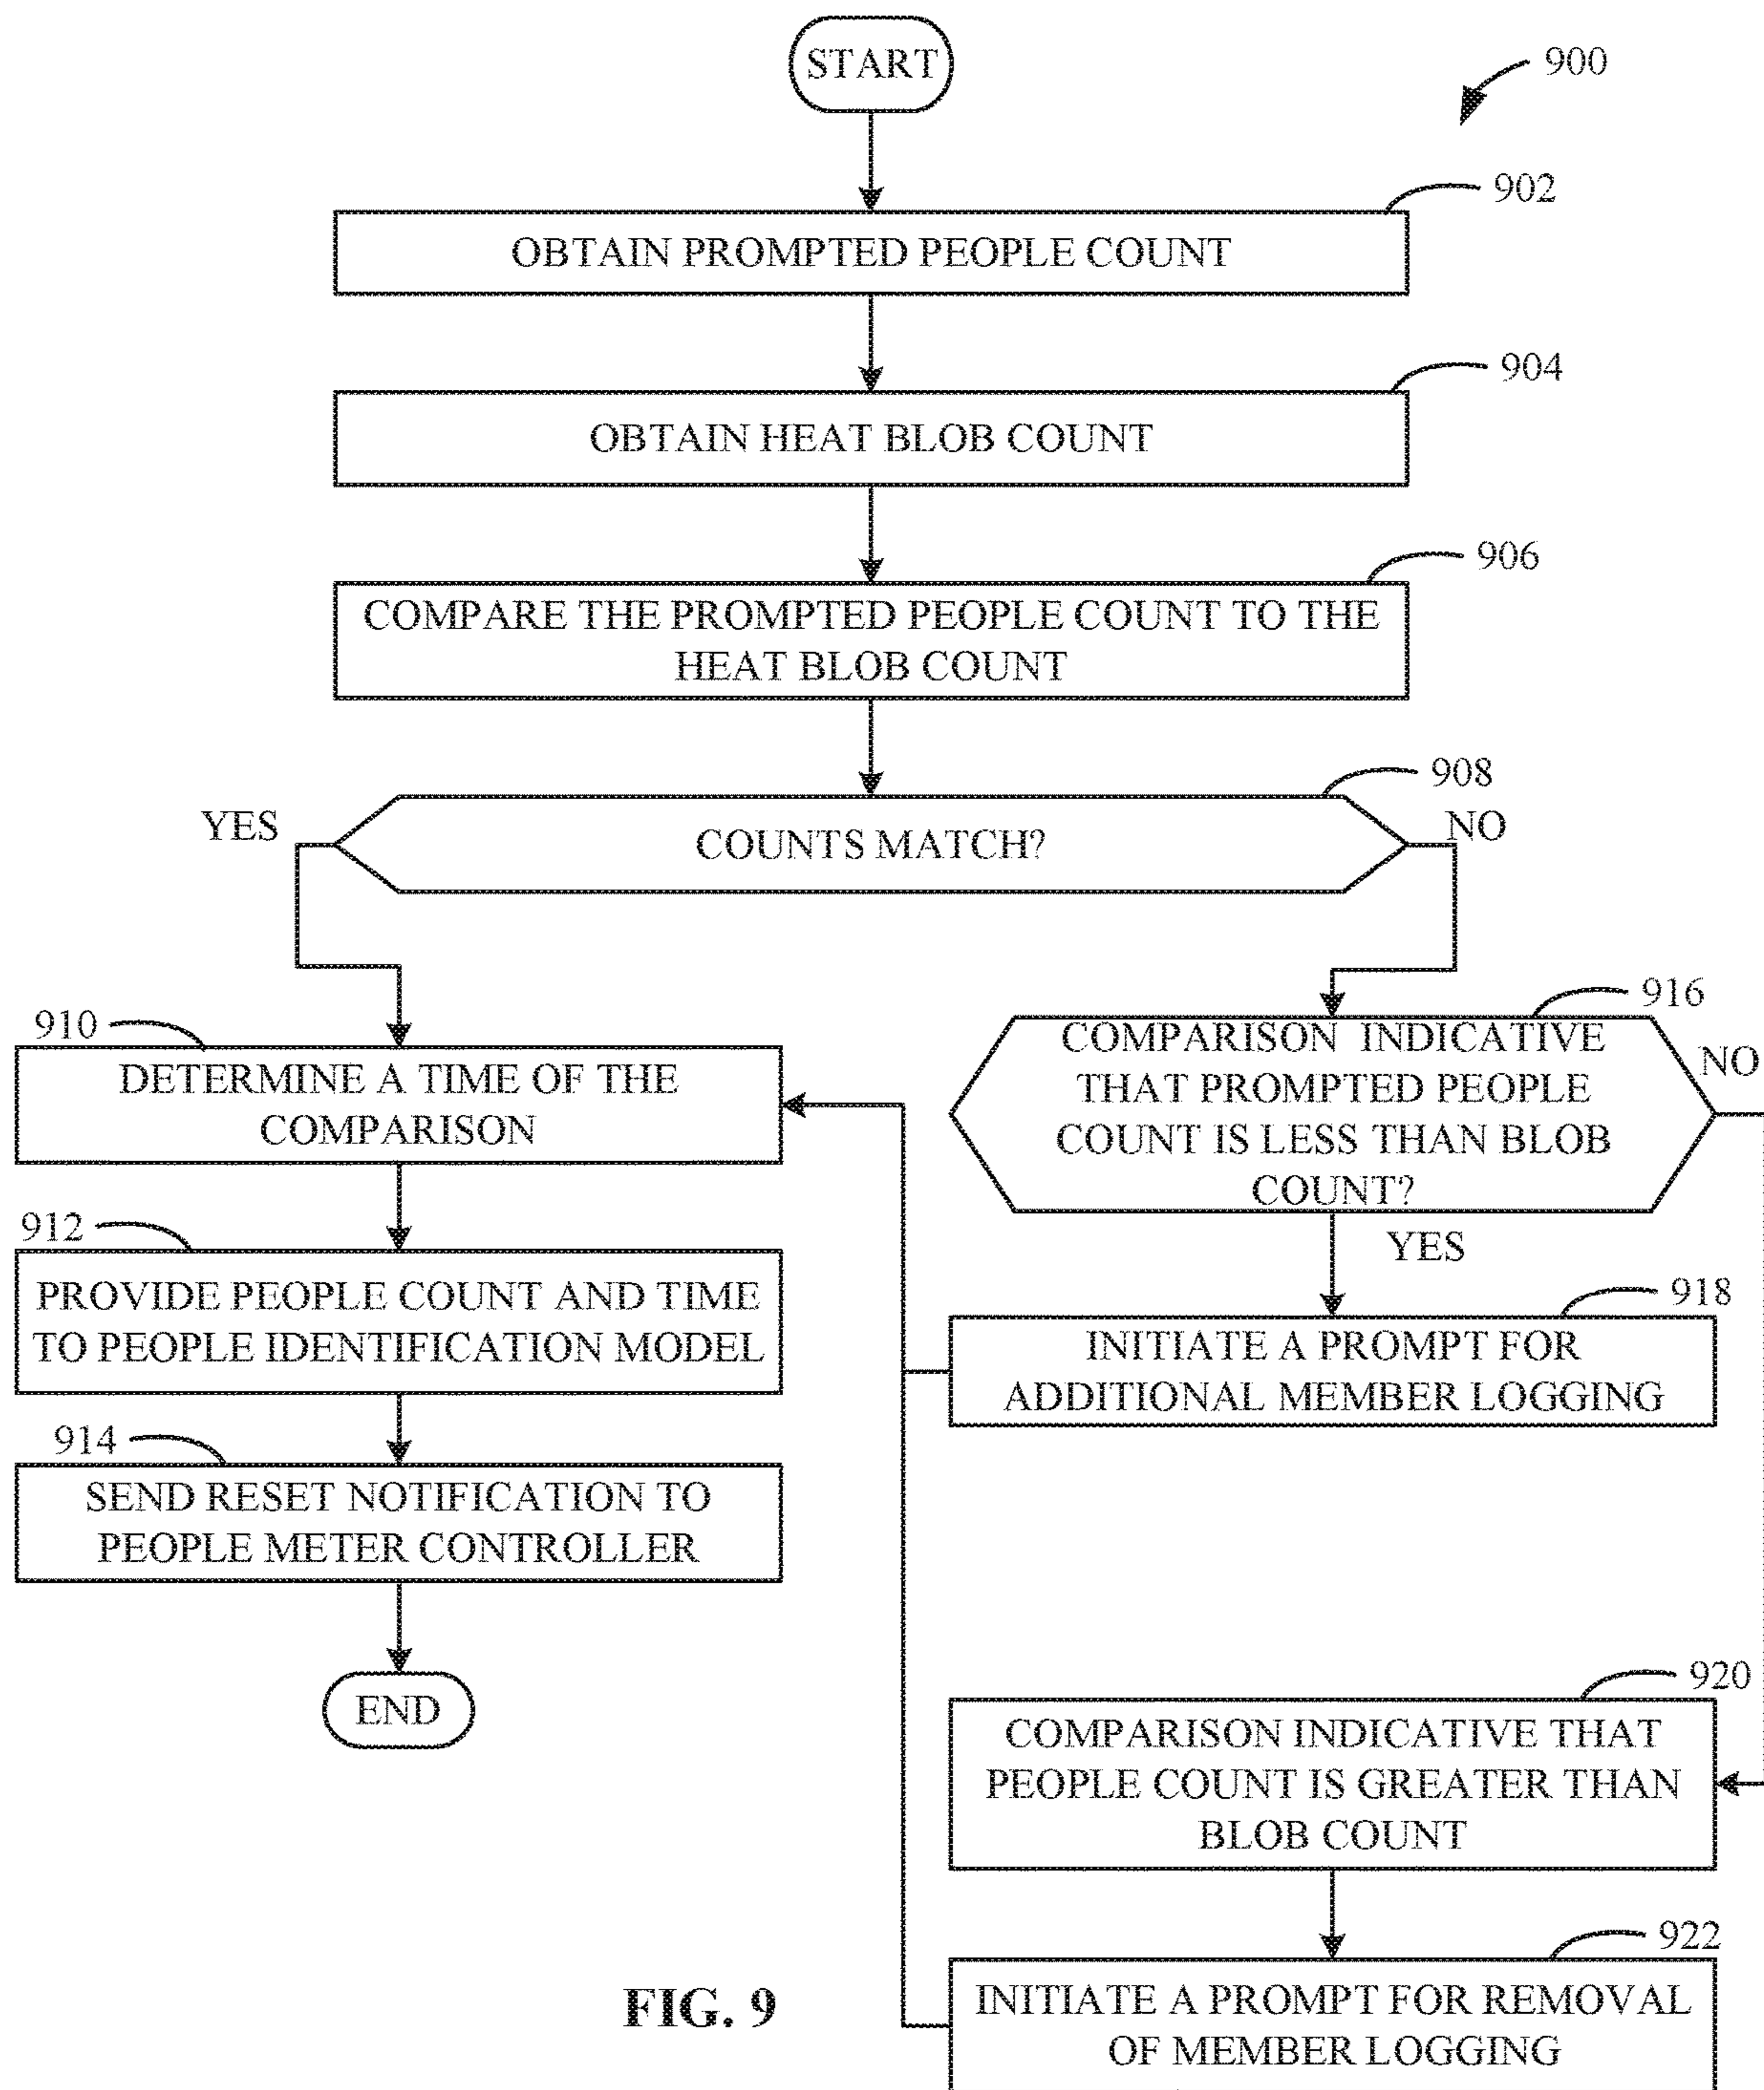 START
900
902
OBTAIN PROMPTED PEOPLE COUNT
904
OBTAIN HEAT BLOB COUNT
906
COMPARE THE PROMPTED PEOPLE COUNT TO THE
HEAT BLOB COUNT
908
YES
COUNTS MATCH?
NO
910
DETERMINE A TIME OF THE
COMPARISON
912
PROVIDE PEOPLE COUNT AND TIME
TO PEOPLE IDENTIFICATION MODEL
914
SEND RESET NOTIFICATION TO
PEOPLE METER CONTROLLER
END
916
COMPARISON INDICATIVE
THAT PROMPTED PEOPLE
COUNT IS LESS THAN BLOB
COUNT?
NO
YES
918
INITIATE A PROMPT FOR
ADDITIONAL MEMBER LOGGING
920
COMPARISON INDICATIVE THAT
PEOPLE COUNT IS GREATER THAN
BLOB COUNT
922
INITIATE A PROMPT FOR REMOVAL
OF MEMBER LOGGING
FIG. 9